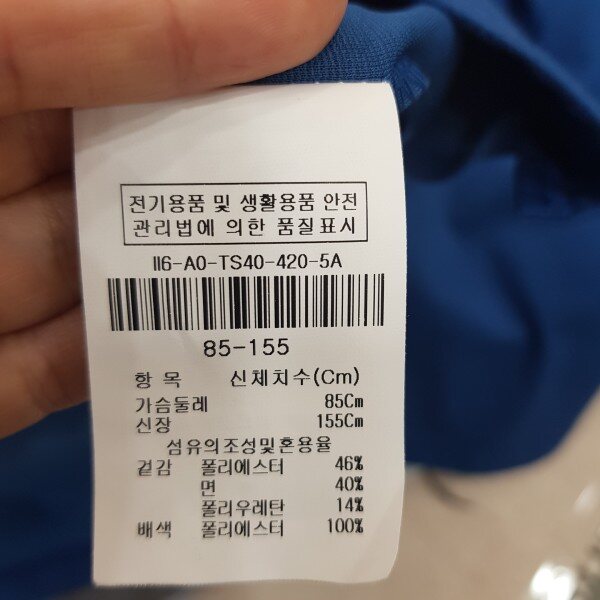 전기용품 및 생활용품 안전
관리법에 의한 품질표시
II6-A0-TS40-420-5A
85-155
항 목 신체치수(Cm)
가슴둘레 85Cm
신장 155Cm
섬유의조성및혼용율
겉감 폴리에스터 46%
면 40%
폴리우레탄 14%
배색 폴리에스터 100%